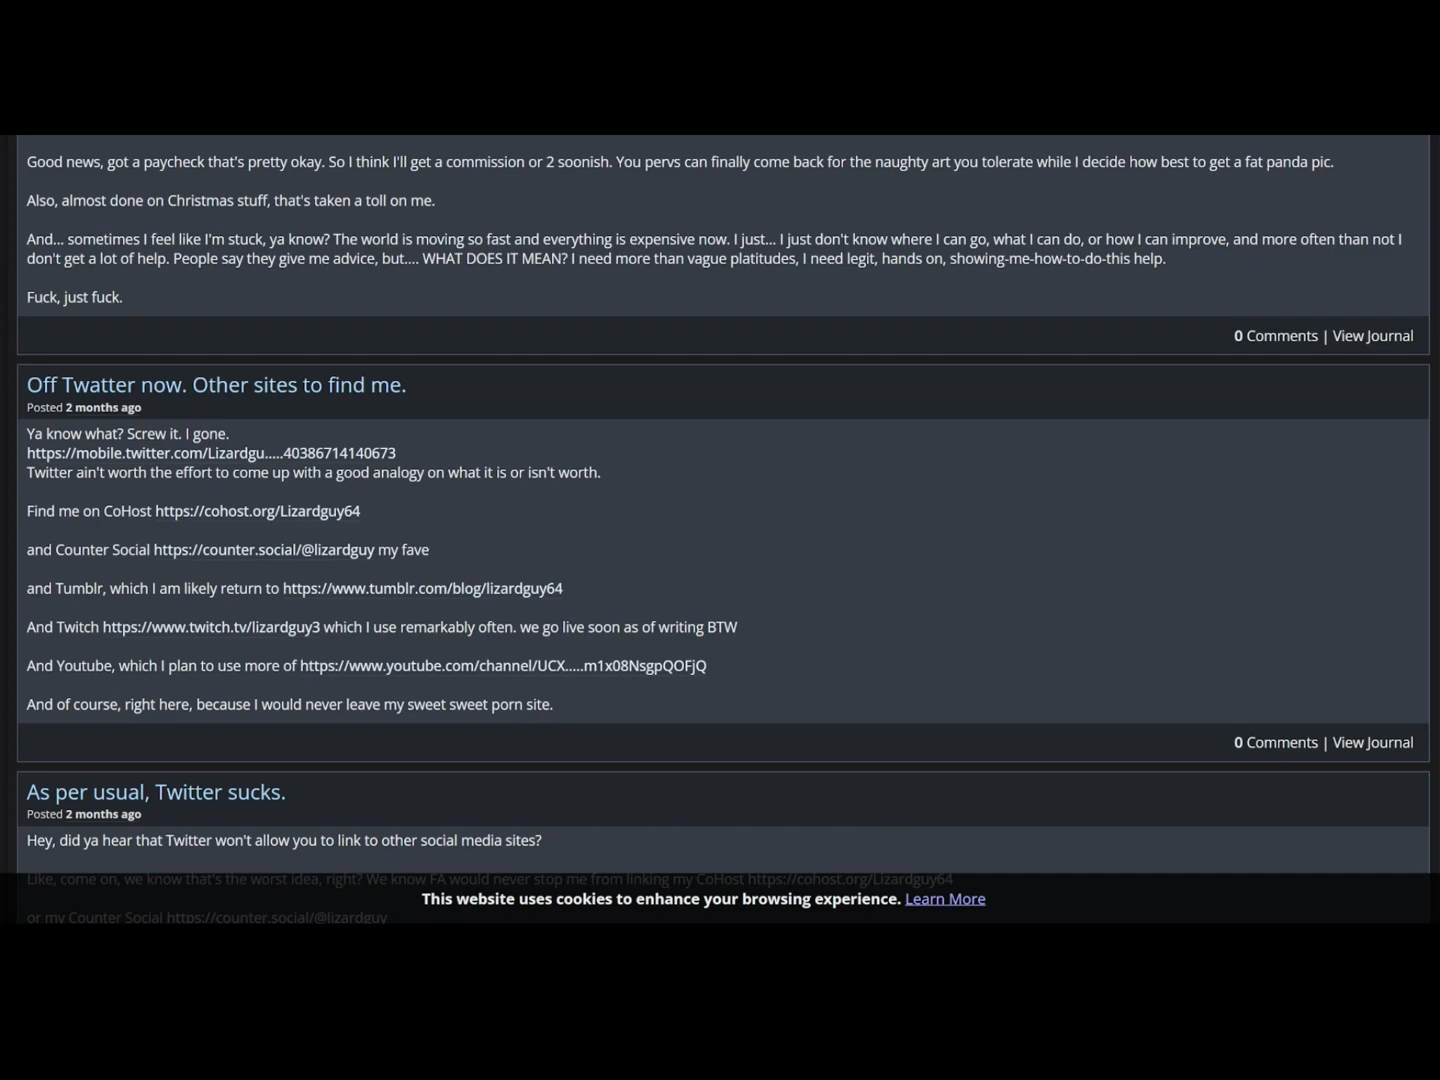 Good news, got a paycheck that's pretty okay. So I think I'll get a commission or 2 soonish. You pervs can finally come back for the naughty art you tolerate while I decide how best to get a fat panda pic.
Also, almost done on Christmas stuff, that's taken a toll on me.
And... sometimes I feel like I'm stuck, ya know? The world is moving so fast and everything is expensive now. I just... I just don't know where I can go, what I can do, or how I can improve, and more often than not I
don't get a lot of help. People say they give me advice, but.... WHAT DOES IT MEAN? I need more than vague platitudes, I need legit, hands on, showing-me-how-to-do-this help.
Fuck, just fuck.
0 Comments | View Journal
Off Twatter now. Other sites to find me.
Posted 2 months ago
Ya know what? Screw it. I gone.
https://mobile.twitter.com/Lizardgu.....40386714140673
Twitter ain't worth the effort to come up with a good analogy on what it is or isn't worth.
Find me on CoHost https://cohost.org/Lizardguy64
and Counter Social https://counter.social/@lizardguy my fave
and Tumblr, which I am likely return to https://www.tumblr.com/blog/lizardguy64
And Twitch https://www.twitch.tv/lizardguy3 which I use remarkably often. we go live soon as of writing BTW
And Youtube, which I plan to use more of https://www.youtube.com/channel/UCX.....m1x08NsgpQOFjQ
And of course, right here, because I would never leave my sweet sweet porn site.
0 Comments | View Journal
As per usual, Twitter sucks.
Posted 2 months ago
Hey, did ya hear that Twitter won't allow you to link to other social media sites?
Like, come on, we know that's the worst idea, right? We know FA would never stop me from linking my CoHost https://cohost.org/Lizardguy64
This website uses cookies to enhance your browsing experience. Learn More
or my Counter Social https://counter.social/@lizardguy